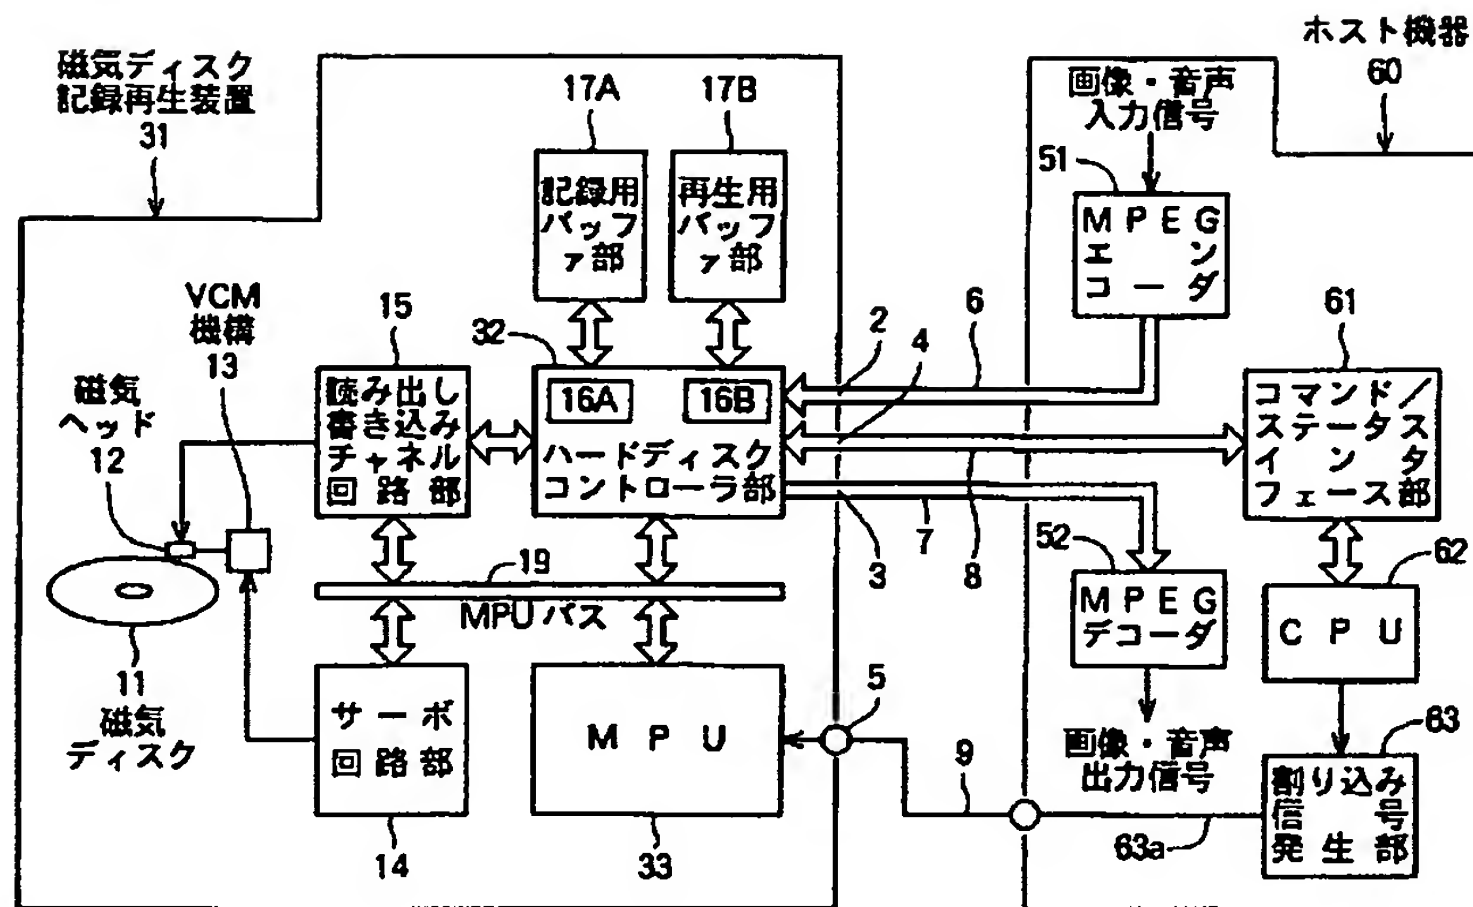 ホスト機器
60
磁気ディスク
記録再生装置
31
17A
17B
画像・音声
入力信号
51
記録用
バッフ
ァ部
再生用
バッフ
ァ部
MPEG
エン
コーダ
VCM
機構
13
15
32
2
4
6
61
磁気
ヘッド
12
読み出し
書き込み
チャネル
回路部
16A
16B
ハードディスク
コントローラ部
コマンド/
ステータス
インタ
フェース部
3
7
8
52
62
19
MPUバス
MPEG
デコーダ
CPU
11
磁気
ディスク
サーボ
回路部
MPU
5
9
63
画像・音声
出力信号
割り込み
信号
発生部
63a
14
33